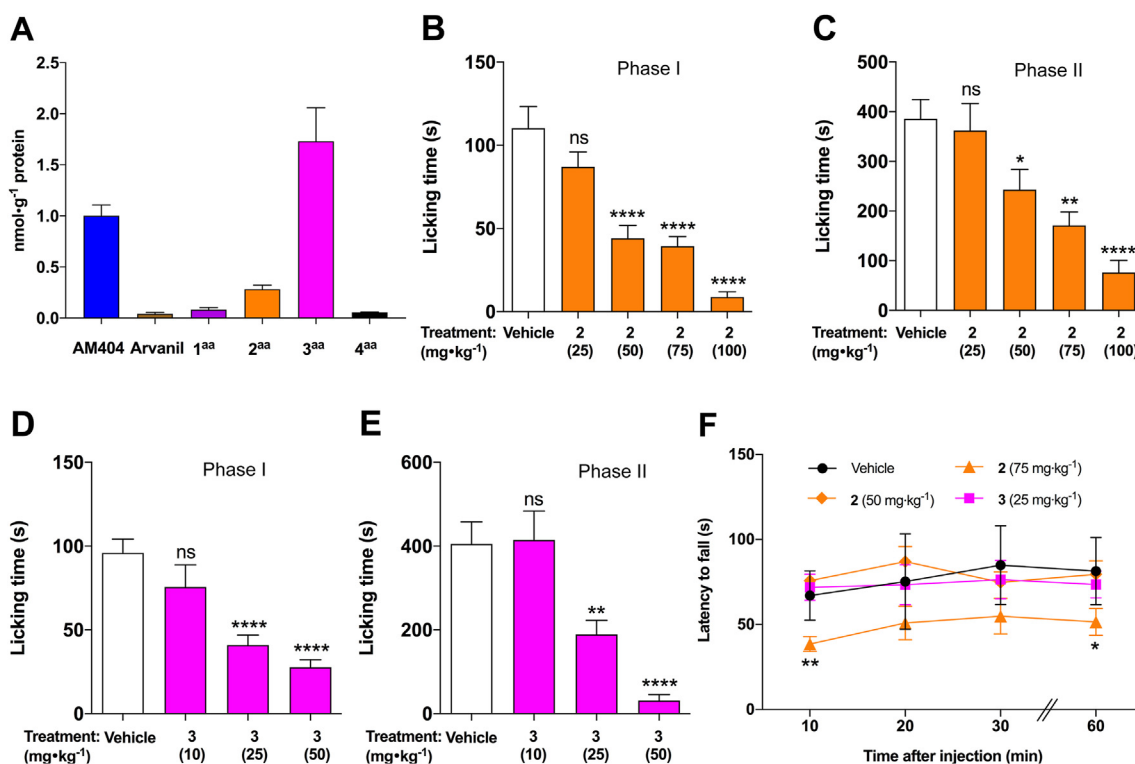 A
nmol•g-1 protein
2.5
2.0
1.5
1.0
0.5
0.0
AM404 Arvanil 1aa 2aa 3aa 4aa
B
Phase I
Licking time (s)
150
100
50
0
ns
****
****
****
Treatment: Vehicle 2 2 2 2
(mg•kg-1) (25) (50) (75) (100)
C
Phase II
Licking time (s)
500
400
300
200
100
0
ns
*
**
****
Treatment: Vehicle 2 2 2 2
(mg•kg-1) (25) (50) (75) (100)
D
Phase I
Licking time (s)
150
100
50
0
ns
****
****
Treatment: Vehicle 3 3 3
(mg•kg-1) (10) (25) (50)
E
Phase II
Licking time (s)
600
400
200
0
ns
**
****
Treatment: Vehicle 3 3 3
(mg•kg-1) (10) (25) (50)
F
Vehicle 2 (75 mg·kg-1)
2 (50 mg·kg-1) 3 (25 mg·kg-1)
Latency to fall (s)
150
100
50
0
**
*
10 20 30 60
Time after injection (min)